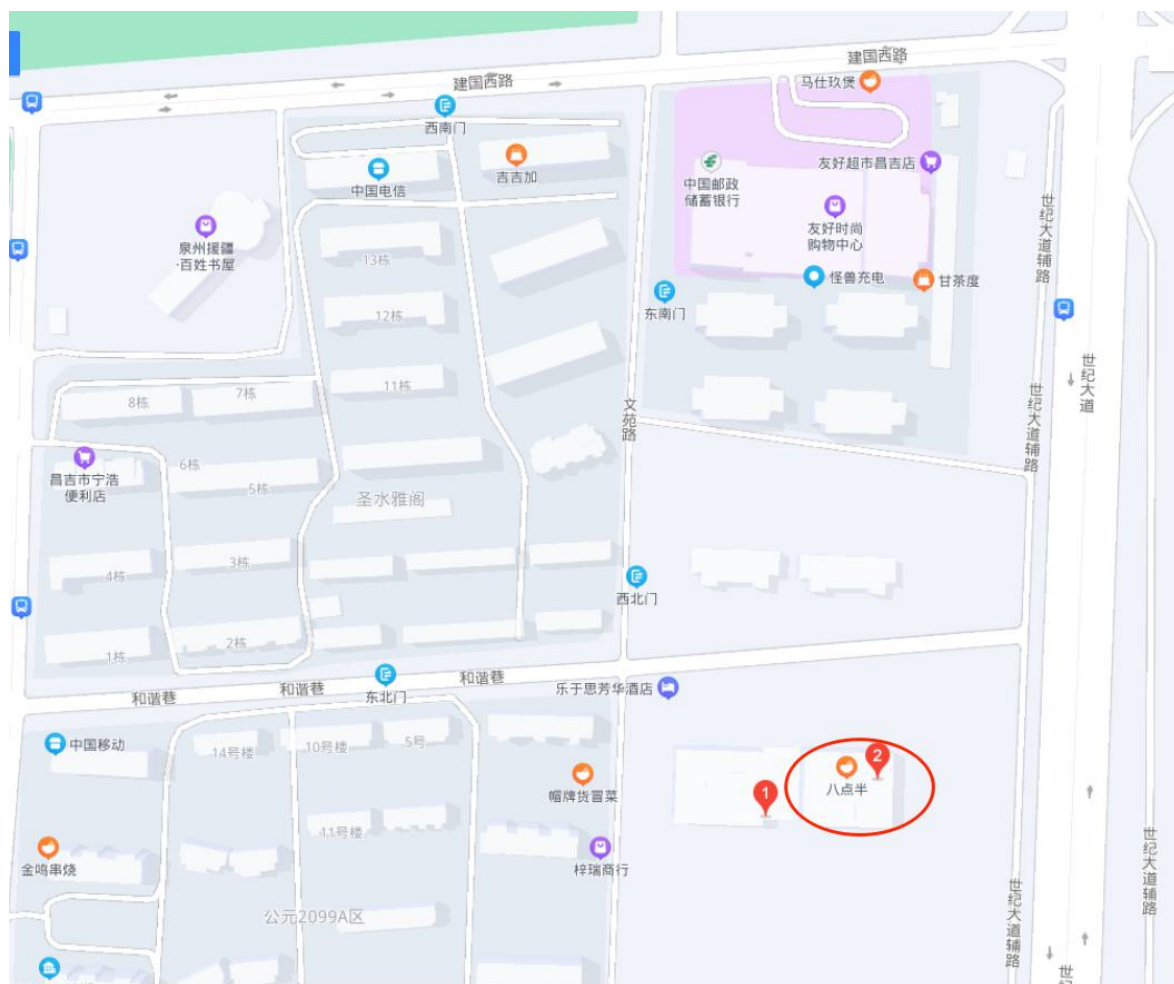 建国西路
马仕玖煲
建国西路
西南门
中国电信
吉吉加
中国邮政
储蓄银行
友好超市昌吉店
友好时尚
购物中心
世纪大道辅路
泉州援疆
·百姓书屋
13栋
怪兽充电
甘茶度
东南门
12栋
世纪大道
11栋
世纪大道辅路
文苑路
8栋
7栋
昌吉市宁浩
便利店
6栋
5栋
圣水雅阁
4栋
3栋
西北门
1栋
2栋
和谐巷
和谐巷
和谐巷
东北门
乐于思芳华酒店
中国移动
14号楼
10号楼
5号
帽牌货冒菜
1
2
八点半
11号楼
金鸣串烧
梓瑞商行
世纪大道辅路
世纪大道辅路
公元2099A区
世纪